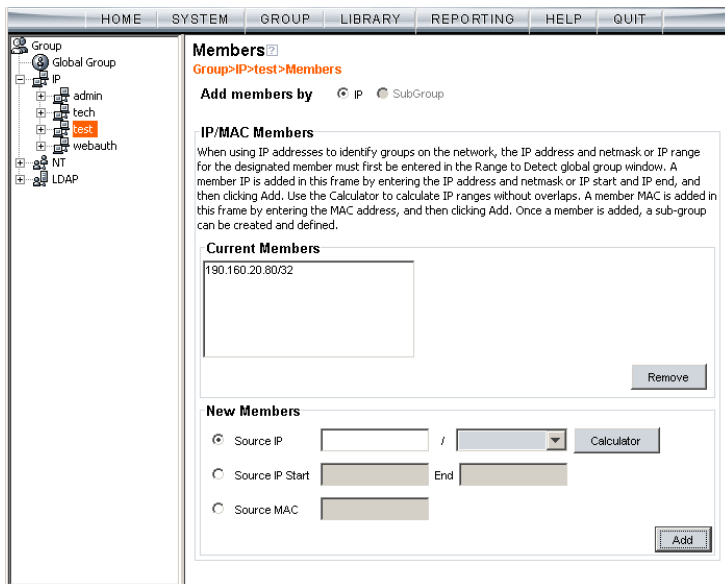 HOME SYSTEM GROUP LIBRARY REPORTING HELP QUIT
Group
Global Group
IP
admin
tech
test
webauth
NT
LDAP
Members?
Group>IP>test>Members
Add members by IP SubGroup
IP/MAC Members
When using IP addresses to identify groups on the network, the IP address and netmask or IP range
for the designated member must first be entered in the Range to Detect global group window. A
member IP is added in this frame by entering the IP address and netmask or IP start and IP end, and
then clicking Add. Use the Calculator to calculate IP ranges without overlaps. A member MAC is added in
this frame by entering the MAC address, and then clicking Add. Once a member is added, a sub-group
can be created and defined.
Current Members
190.160.20.80/32
Remove
New Members
Source IP / Calculator
Source IP Start End
Source MAC
Add